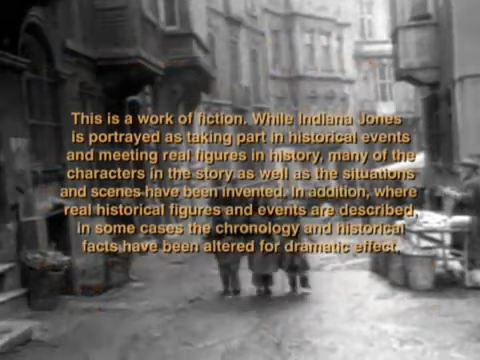 This is a work of fiction. While Indiana Jones
is portrayed as taking part in historical events
and meeting real figures in history, many of the
characters in the story as well as the situations
and scenes have been invented. In addition, where
real historical figures and events are described,
in some cases the chronology and historical
facts have been altered for dramatic effect.